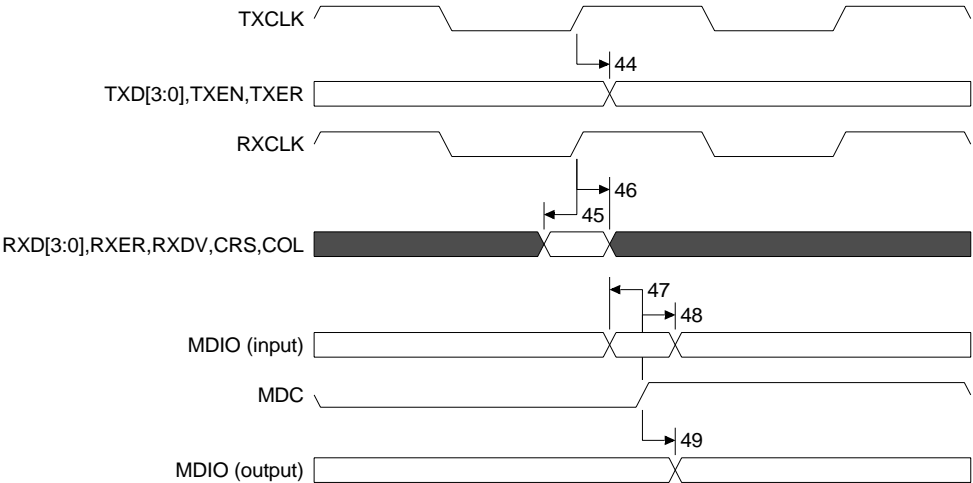 TXCLK
44
TXD[3:0],TXEN,TXER
RXCLK
46
45
RXD[3:0],RXER,RXDV,CRS,COL
47
48
MDIO (input)
MDC
49
MDIO (output)